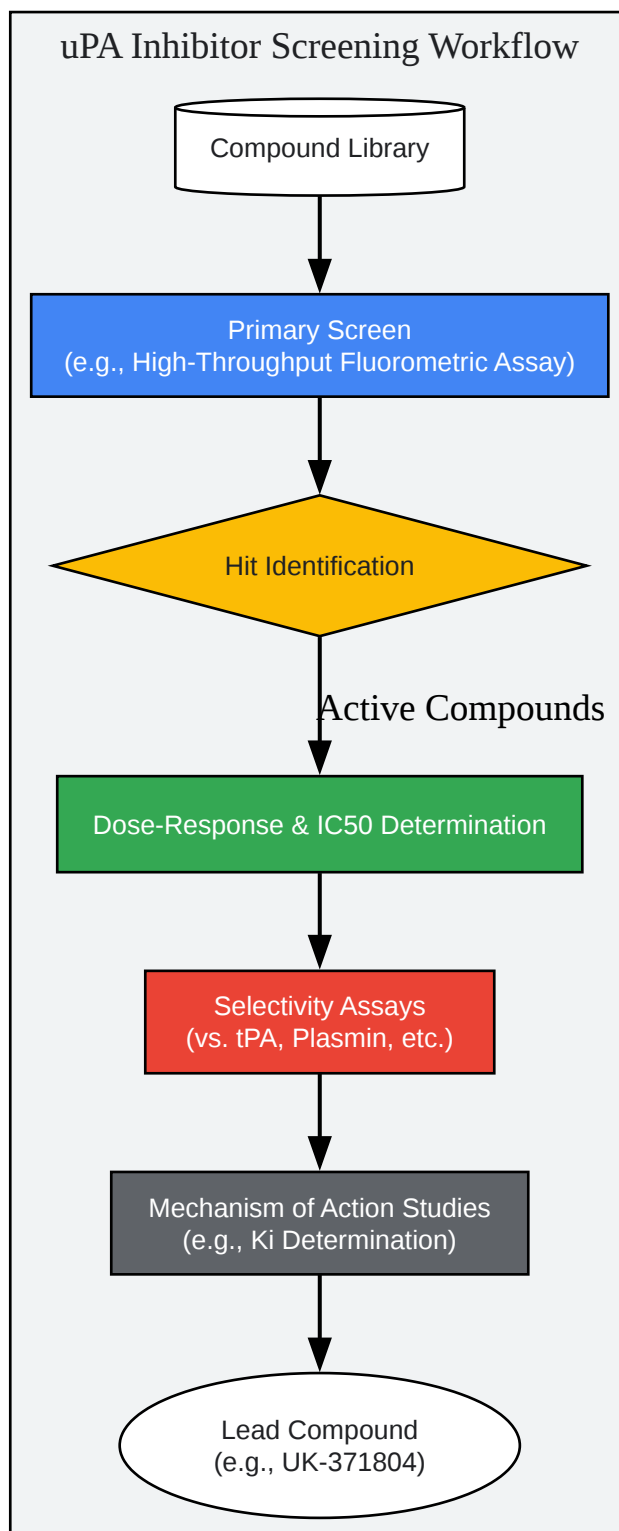 uPA Inhibitor Screening Workflow
Compound Library
Primary Screen
(e.g., High-Throughput Fluorometric Assay)
Hit Identification
Active Compounds
Dose-Response & IC50 Determination
Selectivity Assays
(vs. tPA, Plasmin, etc.)
Mechanism of Action Studies
(e.g., Ki Determination)
Lead Compound
(e.g., UK-371804)